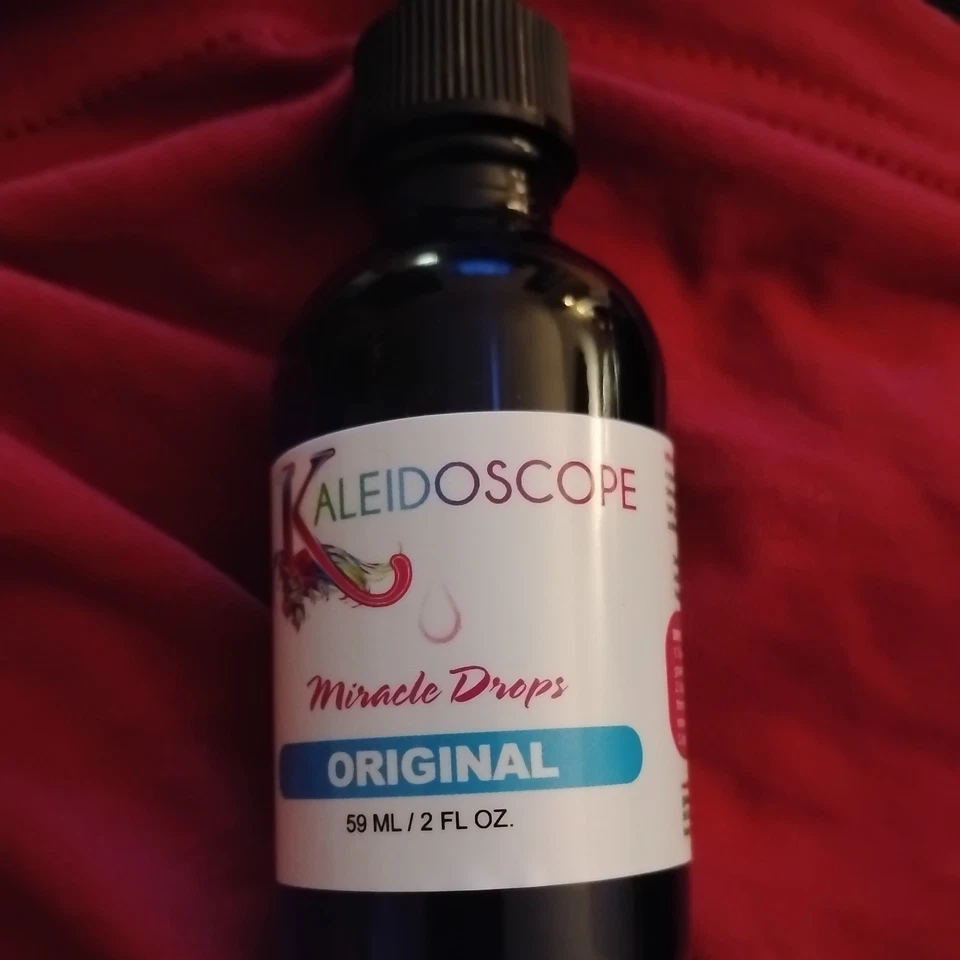 KALEIDOSCOPE
Miracle Drops
ORIGINAL
59 ML / 2 FL OZ.